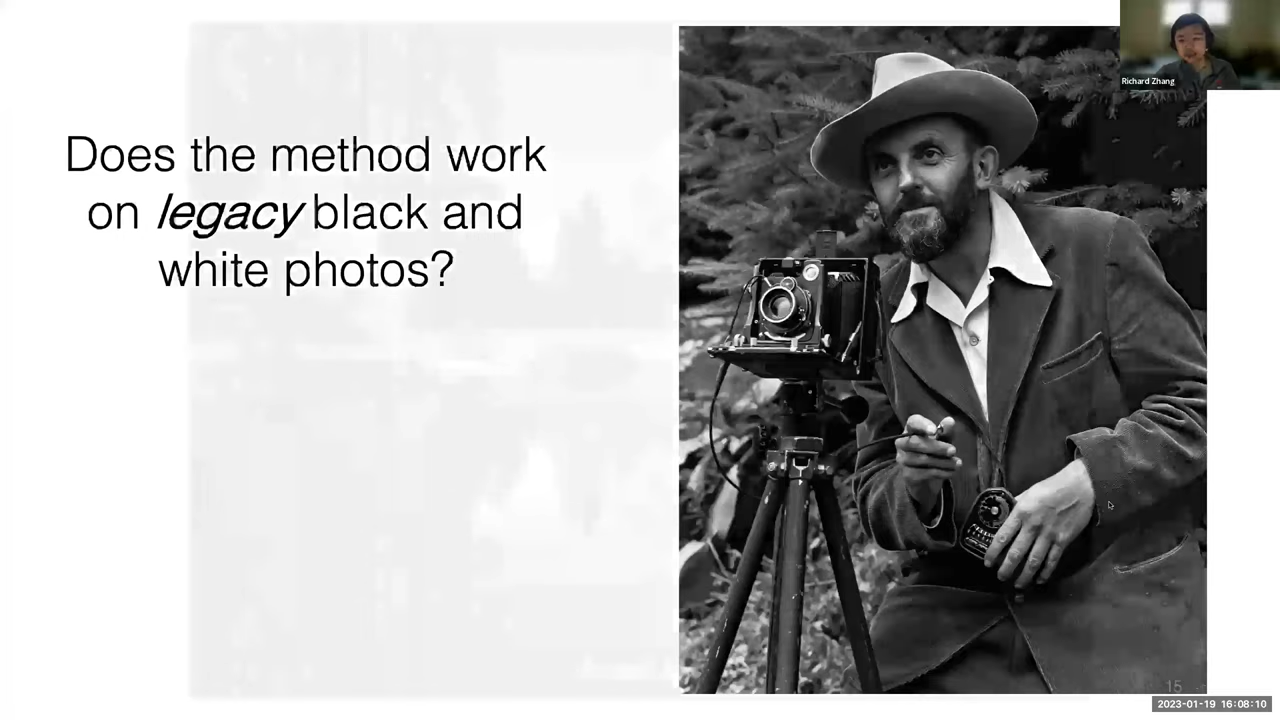 Does the method work
on legacy black and
white photos?
Richard Zhang
15
2023-01-19 16:08:10